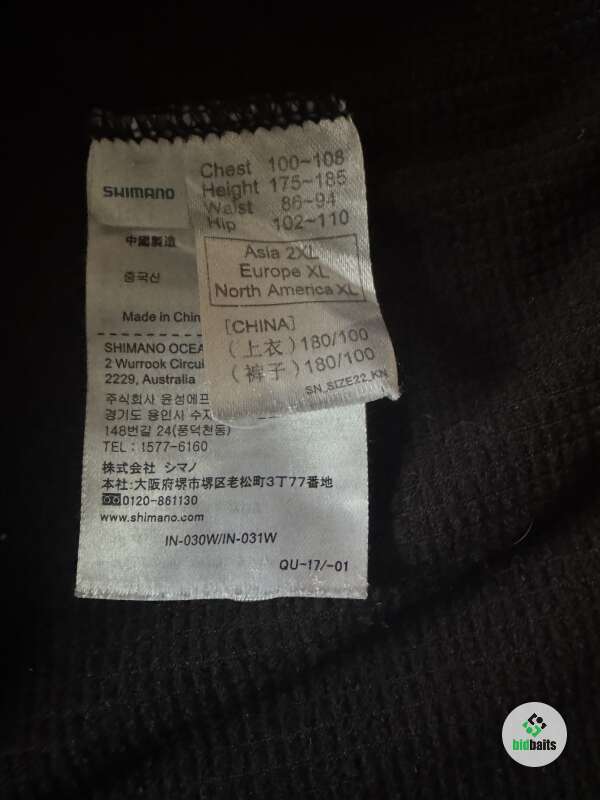 Chest 100~108
Height 175~185
Waist 86~94
Hip 102~110
Asia 2XL
Europe XL
North America XL
[CHINA]
(上衣)180/100
(裤子)180/100
SN_SIZE22_KN
SHIMANO
中國製造
중국산
Made in Chin
SHIMANO OCEA
2 Wurrook Circui
2229, Australia
주식회사 윤성에프
경기도 용인시 수지
148번길 24(풍덕천동)
TEL : 1577-6160
株式会社 シマノ
本社:大阪府堺市堺区老松町3丁77番地
0120-861130
www.shimano.com
IN-030W/IN-031W
QU-17/-01
bidbaits